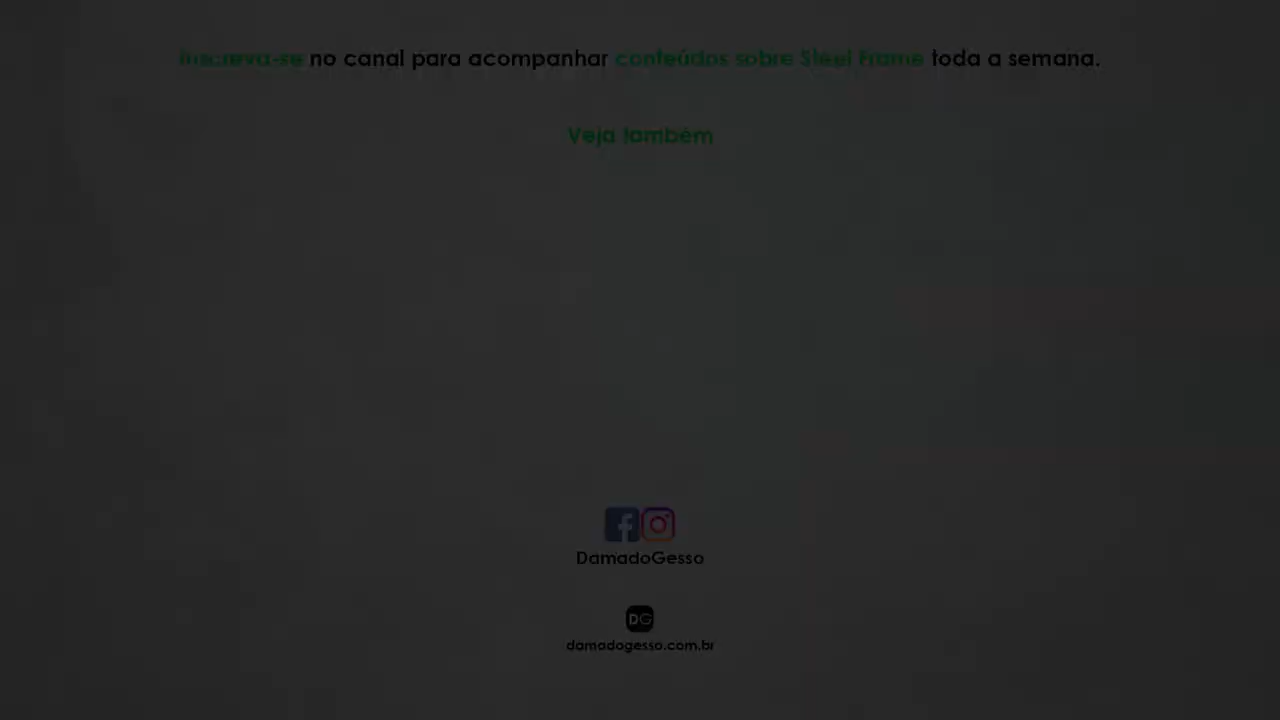 Inscreva-se no canal para acompanhar conteúdos sobre Steel Frame toda a semana.
Veja também
DamadoGesso
DG
damadogesso.com.br